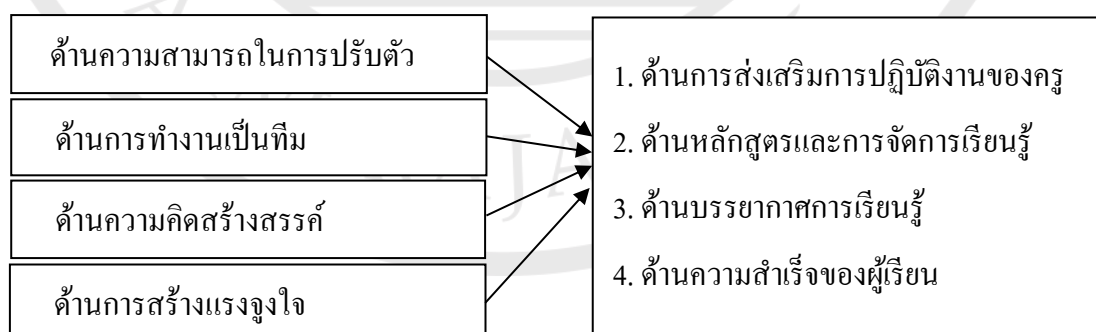 ด้านความสามารถในการปรับตัว
ด้านการทำงานเป็นทีม
ด้านความคิดสร้างสรรค์
ด้านการสร้างแรงจูงใจ
1. ด้านการส่งเสริมการปฏิบัติงานของครู
2. ด้านหลักสูตรและการจัดการเรียนรู้
3. ด้านบรรยากาศการเรียนรู้
4. ด้านความสำเร็จของผู้เรียน